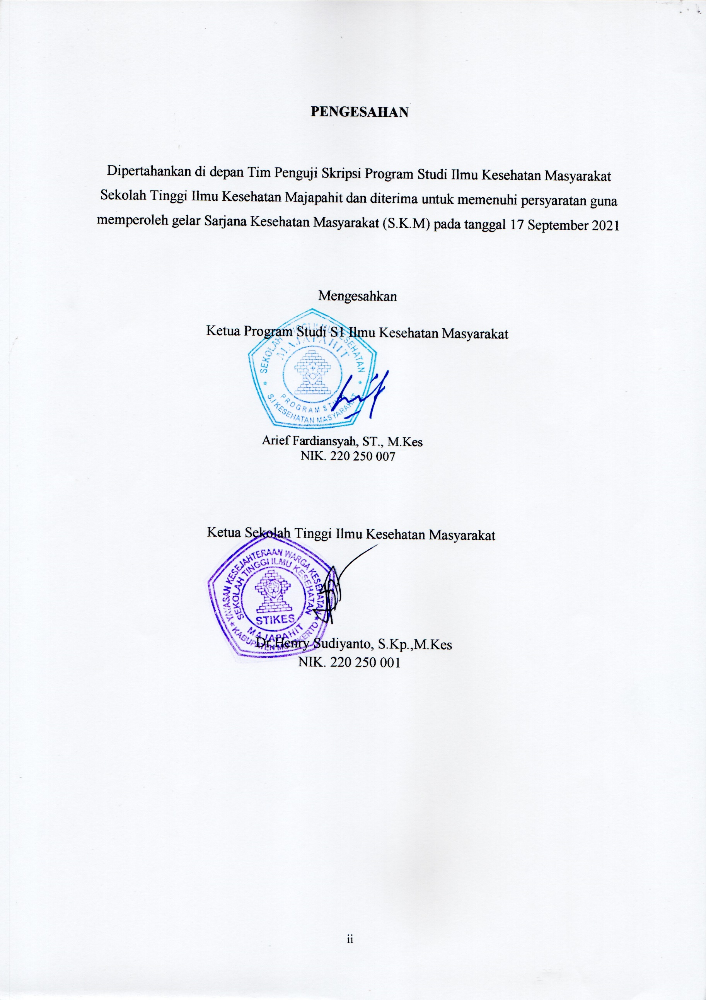 PENGESAHAN
Dipertahankan di depan Tim Penguji Skripsi Program Studi Ilmu Kesehatan Masyarakat
Sekolah Tinggi Ilmu Kesehatan Majapahit dan diterima untuk memenuhi persyaratan guna
memperoleh gelar Sarjana Kesehatan Masyarakat (S.K.M) pada tanggal 17 September 2021
Mengesahkan
Ketua Program Studi S1 Ilmu Kesehatan Masyarakat
SEKOLAH TINGGI ILMU KESEHATAN
MAJAPAHIT
PROGRAM STUDI
S.I KESEHATAN MASYARAKAT
Arief Fardiansyah, ST., M.Kes
NIK. 220 250 007
Ketua Sekolah Tinggi Ilmu Kesehatan Masyarakat
YAYASAN KESEJAHTERAAN WARGA KESEHATAN
SEKOLAH TINGGI ILMU KESEHATAN
STIKES
MAJAPAHIT
KABUPATEN MOJOKERTO
Dr.Henry Sudiyanto, S.Kp.,M.Kes
NIK. 220 250 001
ii